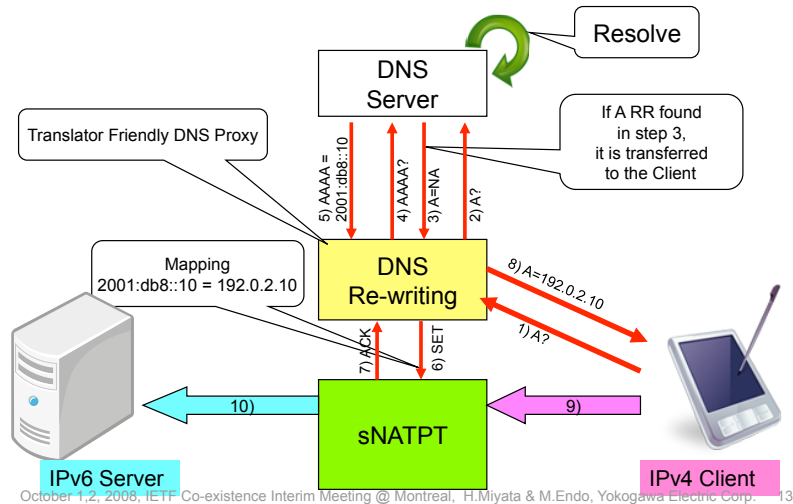 Resolve
DNS
Server
If A RR found
in step 3,
it is transferred
to the Client
Translator Friendly DNS Proxy
5) AAAA =
2001:db8::10
4) AAAA?
3) A=NA
2) A?
Mapping
2001:db8::10 = 192.0.2.10
DNS
Re-writing
8) A=192.0.2.10
1) A?
7) ACK
6) SET
10)
9)
sNATPT
IPv6 Server
IPv4 Client
October 1,2, 2008, IETF Co-existence Interim Meeting @ Montreal, H.Miyata & M.Endo, Yokogawa Electric Corp. 13